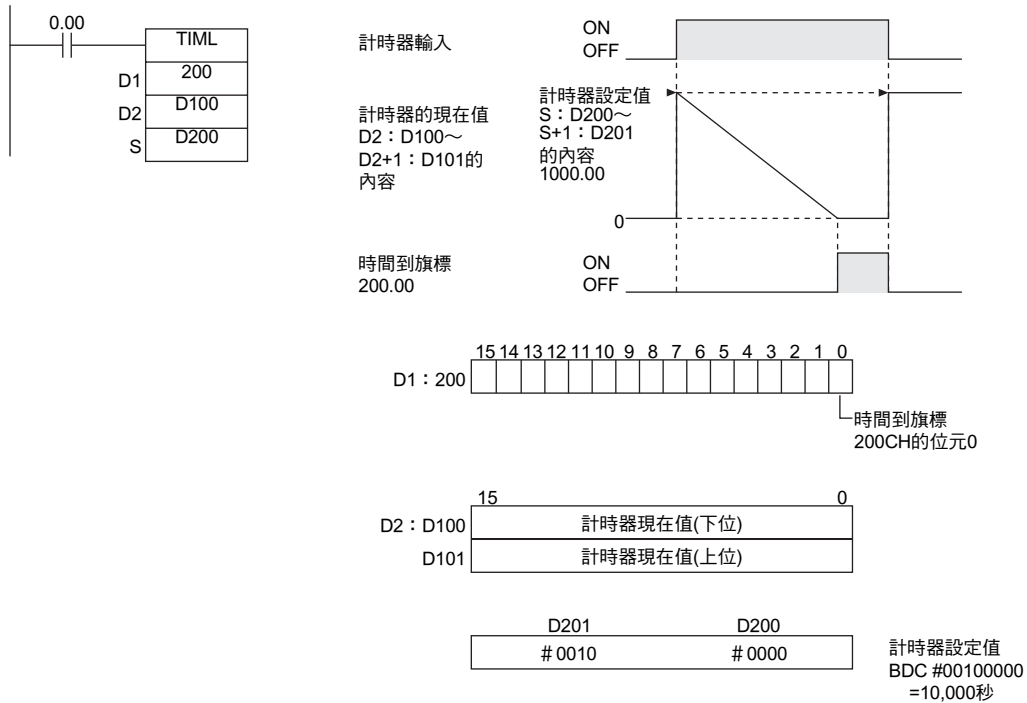 0.00
TIML
D1
200
D2
D100
S
D200
計時器輸入
ON
OFF
計時器的現在值
D2：D100～
D2+1：D101的
內容
計時器設定值
S：D200～
S+1：D201
的內容
1000.00
0
時間到旗標
200.00
ON
OFF
15 14 13 12 11 10 9 8 7 6 5 4 3 2 1 0
D1：200
時間到旗標
200CH的位元0
15 0
D2：D100 計時器現在值(下位)
D101 計時器現在值(上位)
D201 D200
＃0010 ＃0000
計時器設定值
BDC #00100000
=10,000秒